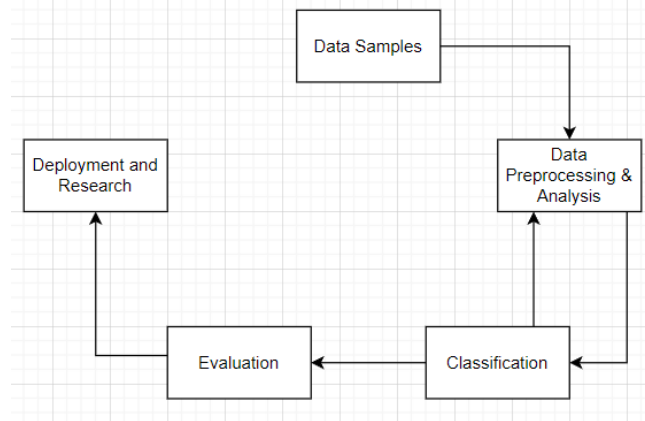 Data Samples
Deployment and
Research
Data
Preprocessing &
Analysis
Evaluation
Classification